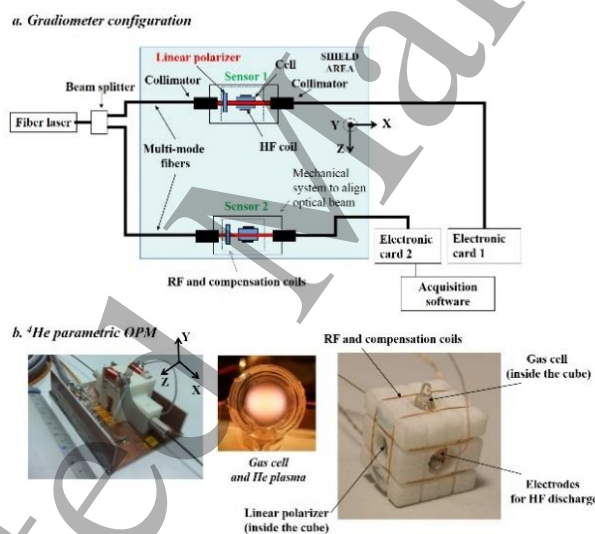 a. Gradiometer configuration
Linear polarizer
SHIELD
AREA
Sensor 1
Cell
Collimator
Collimator
Beam splitter
Fiber laser
HF coil
Y
X
Z
Multi-mode
fibers
Mechanical
system to align
optical beam
Sensor 2
RF and compensation coils
Electronic
card 2
Electronic
card 1
Acquisition
software
b. ⁴He parametric OPM
Y
Z
X
RF and compensation coils
Gas cell
(inside the cube)
Gas cell
and He plasma
Electrodes
for HF discharge
Linear polarizer
(inside the cube)